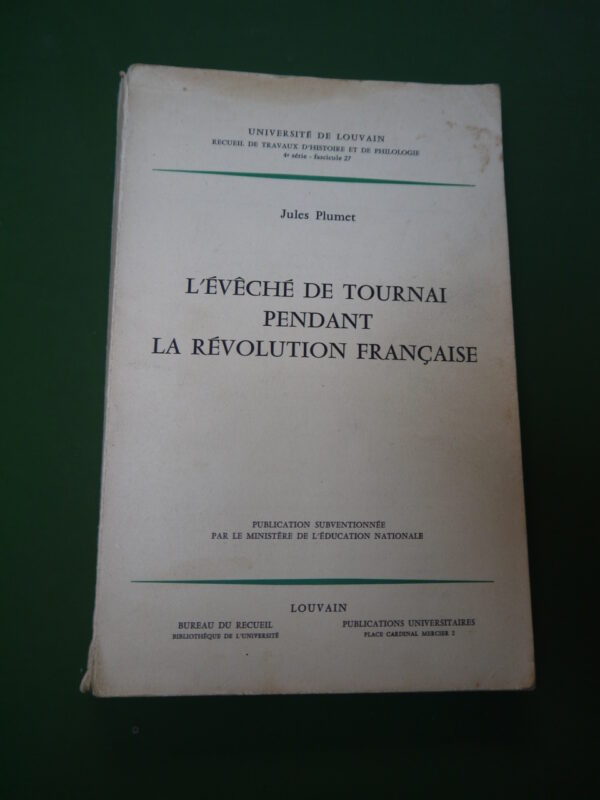 UNIVERSITÉ DE LOUVAIN
RECUEIL DE TRAVAUX D'HISTOIRE ET DE PHILOLOGIE
4e série - fascicule 27
Jules Plumet
L'ÉVÊCHÉ DE TOURNAI
PENDANT
LA RÉVOLUTION FRANÇAISE
PUBLICATION SUBVENTIONNÉE
PAR LE MINISTÈRE DE L'ÉDUCATION NATIONALE
LOUVAIN
BUREAU DU RECUEIL
BIBLIOTHÈQUE DE L'UNIVERSITÉ
PUBLICATIONS UNIVERSITAIRES
PLACE CARDINAL MERCIER 2